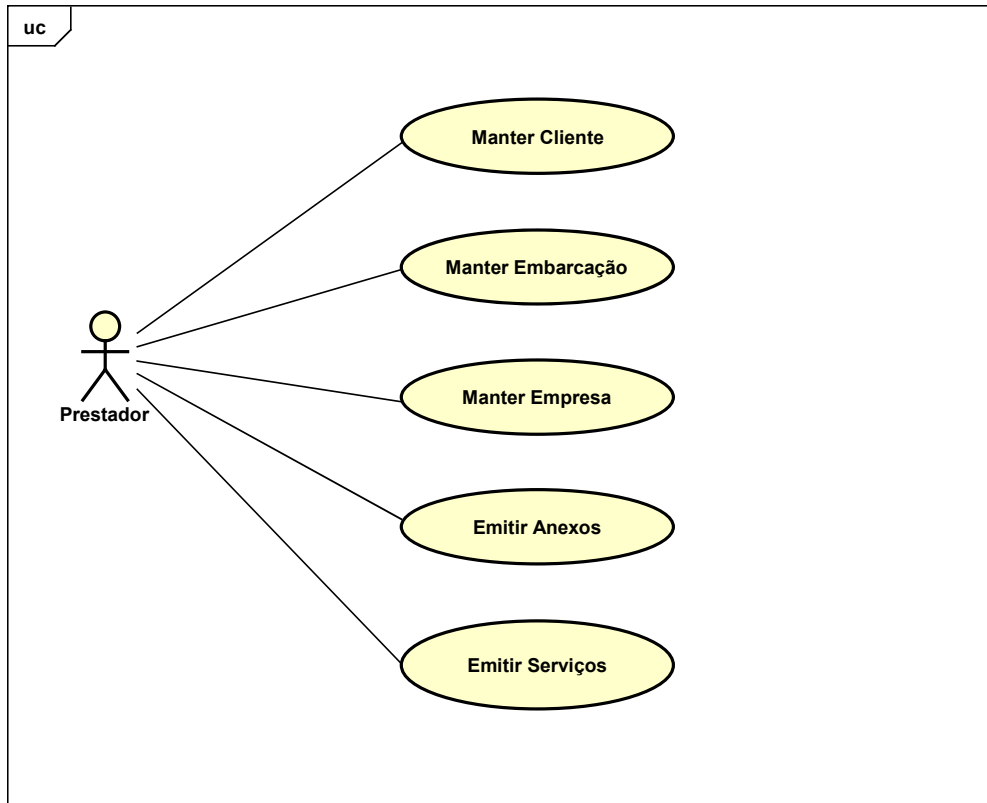 uc
Manter Cliente
Manter Embarcação
Manter Empresa
Prestador
Emitir Anexos
Emitir Serviços